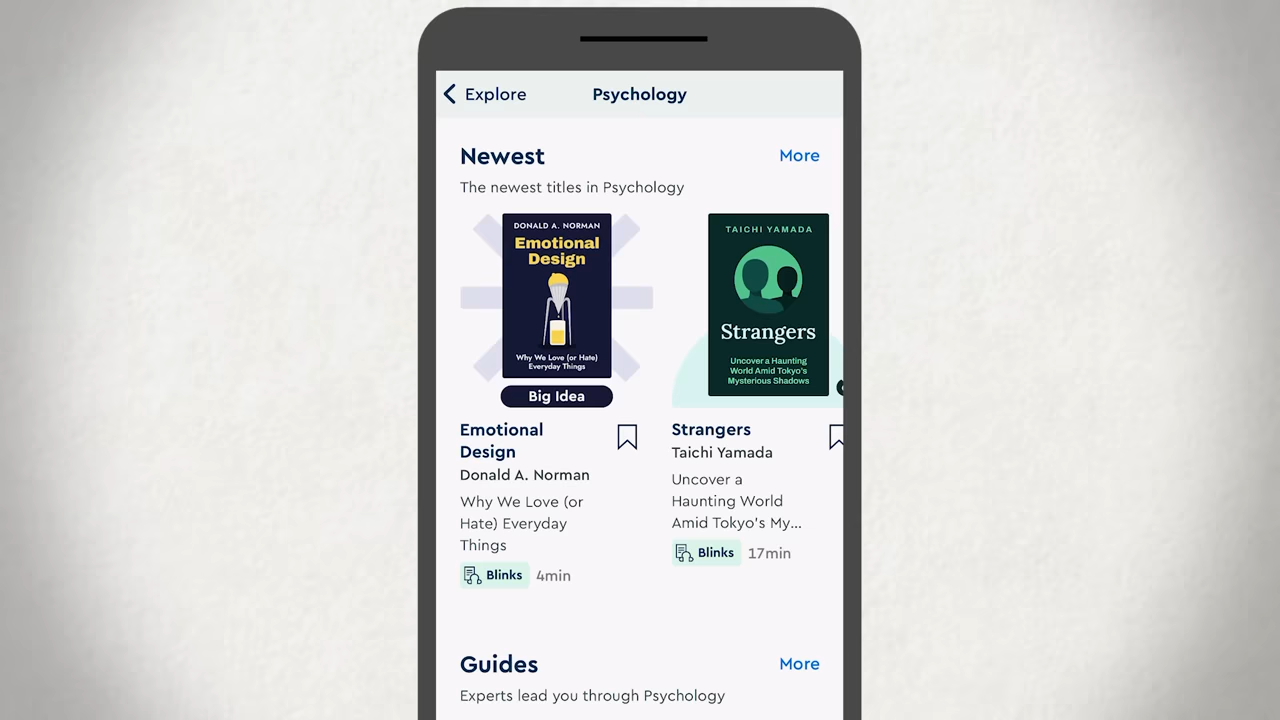 Explore
Psychology
Newest
More
The newest titles in Psychology
DONALD A. NORMAN
Emotional
Design
Why We Love (or Hate)
Everyday Things
Big Idea
TAICHI YAMADA
Strangers
Uncover a Haunting
World Amid Tokyo's
Mysterious Shadows
Emotional
Design
Donald A. Norman
Why We Love (or
Hate) Everyday
Things
Blinks 4min
Strangers
Taichi Yamada
Uncover a
Haunting World
Amid Tokyo's My...
Blinks 17min
Guides
More
Experts lead you through Psychology